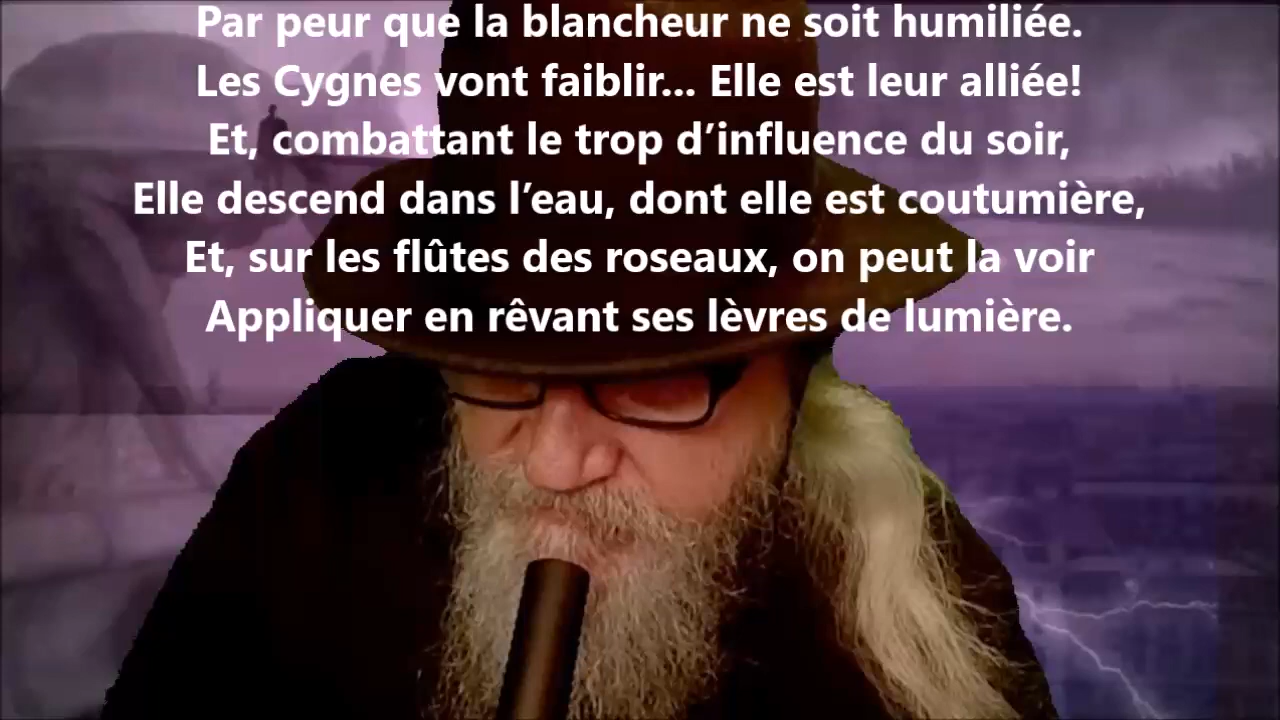 Par peur que la blancheur ne soit humiliée.
Les Cygnes vont faiblir... Elle est leur alliée!
Et, combattant le trop d’influence du soir,
Elle descend dans l’eau, dont elle est coutumière,
Et, sur les flûtes des roseaux, on peut la voir
Appliquer en rêvant ses lèvres de lumière.